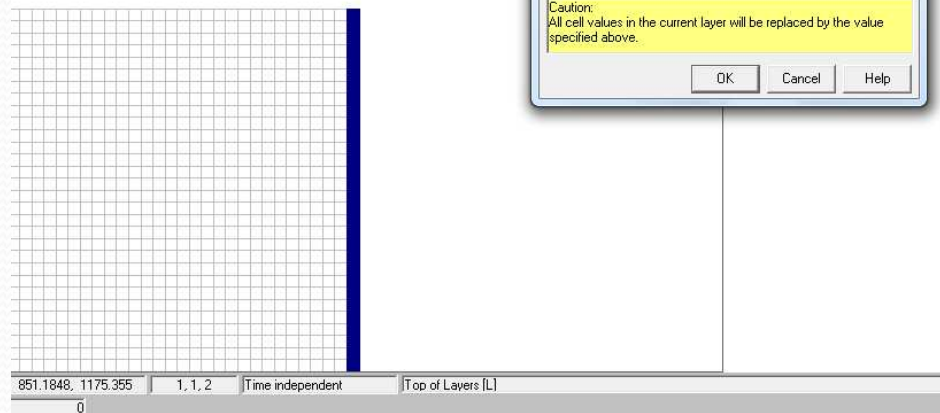 Caution:
All cell values in the current layer will be replaced by the value
specified above.
OK Cancel Help
851.1848, 1175.355 1, 1, 2 Time independent Top of Layers [L]
0